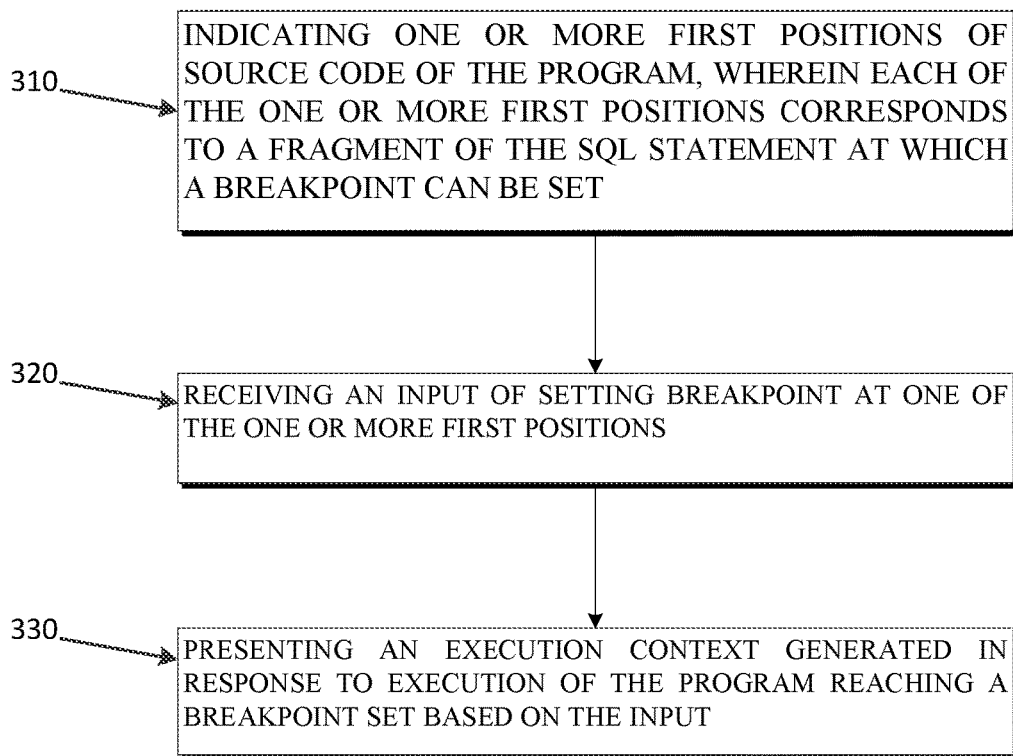 310
INDICATING ONE OR MORE FIRST POSITIONS OF
SOURCE CODE OF THE PROGRAM, WHEREIN EACH OF
THE ONE OR MORE FIRST POSITIONS CORRESPONDS
TO A FRAGMENT OF THE SQL STATEMENT AT WHICH
A BREAKPOINT CAN BE SET
320
RECEIVING AN INPUT OF SETTING BREAKPOINT AT ONE OF
THE ONE OR MORE FIRST POSITIONS
330
PRESENTING AN EXECUTION CONTEXT GENERATED IN
RESPONSE TO EXECUTION OF THE PROGRAM REACHING A
BREAKPOINT SET BASED ON THE INPUT